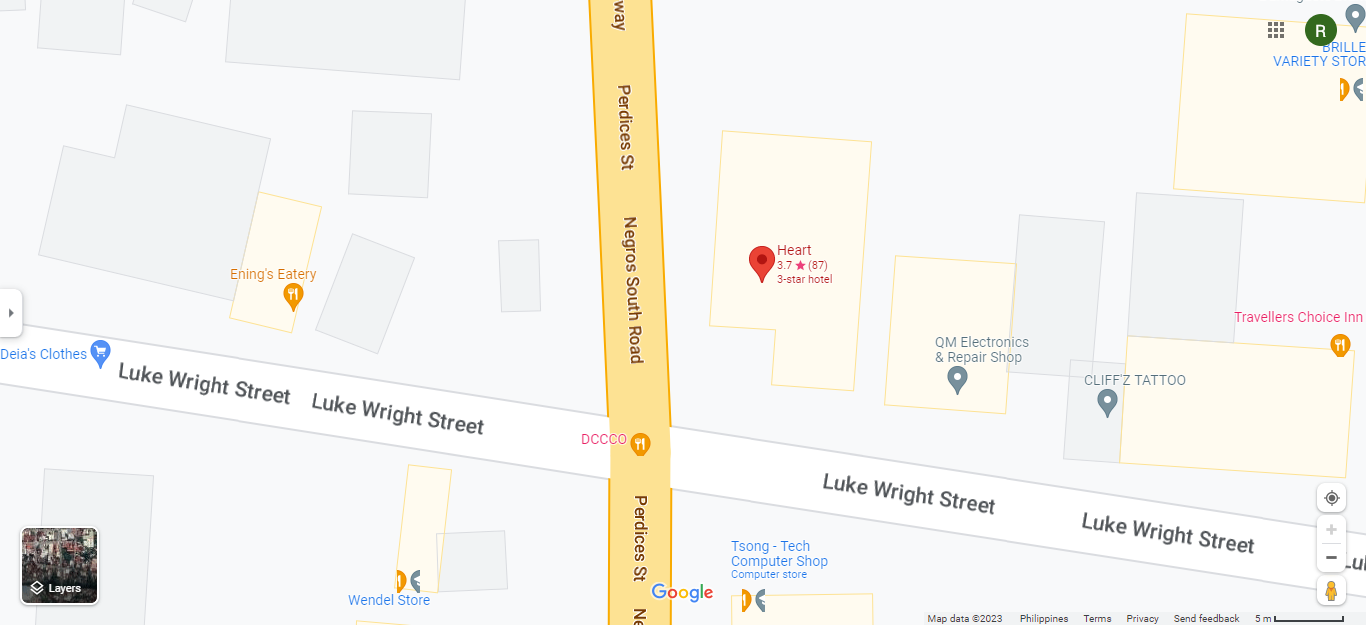 way
R
BRILLE
VARIETY STOR
Perdices St
Negros South Road
Heart
3.7 ★ (87)
3-star hotel
Ening's Eatery
Travellers Choice Inn
QM Electronics
& Repair Shop
Deia's Clothes
CLIFF'Z TATTOO
Luke Wright Street
Luke Wright Street
DCCCO
Luke Wright Street
Luke Wright Street
Lu
Perdices St
Ne
Tsong - Tech
Computer Shop
Computer store
Layers
Wendel Store
Google
Map data ©2023 Philippines Terms Privacy Send feedback 5 m